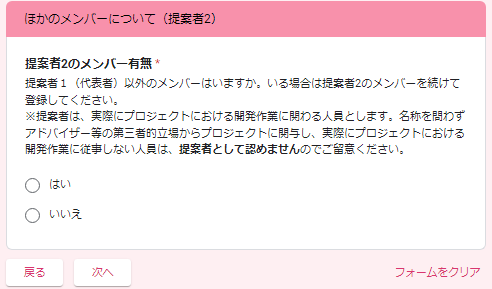 ほかのメンバーについて（提案者2）
提案者2のメンバー有無 *
提案者１（代表者）以外のメンバーはいますか。いる場合は提案者2のメンバーを続けて
登録してください。
※提案者は、実際にプロジェクトにおける開発作業に関わる人員とします。名称を問わず
アドバイザー等の第三者的立場からプロジェクトに関与し、実際にプロジェクトにおける
開発作業に従事しない人員は、提案者として認めませんのでご留意ください。
はい
いいえ
戻る 次へ フォームをクリア